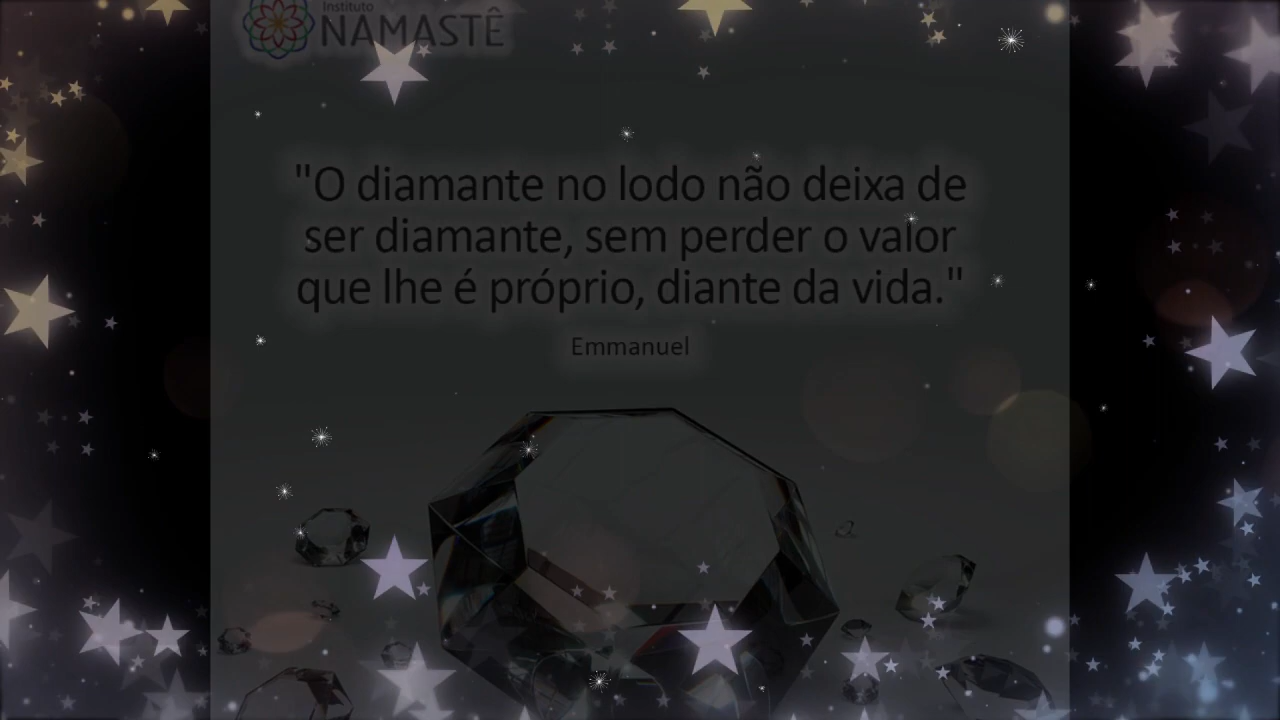 Instituto
NAMASTÊ
"O diamante no lodo não deixa de
ser diamante, sem perder o valor
que lhe é próprio, diante da vida."
Emmanuel